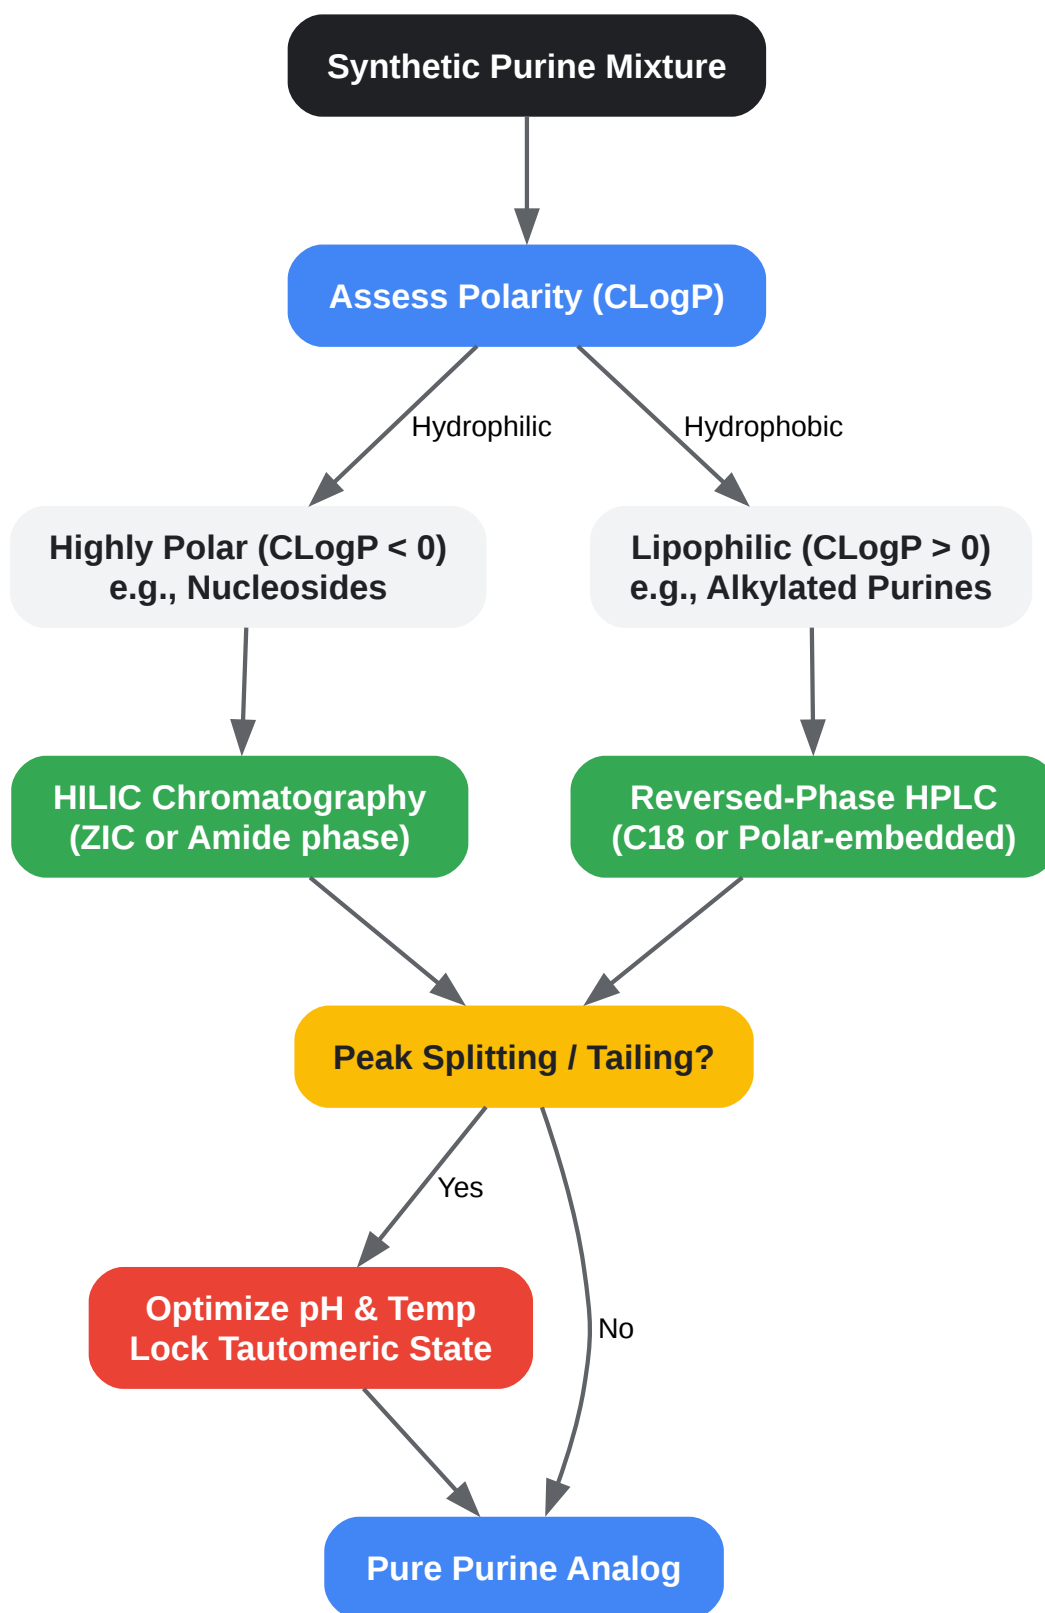 Synthetic Purine Mixture
Assess Polarity (CLogP)
Hydrophilic
Hydrophobic
Highly Polar (CLogP < 0)
e.g., Nucleosides
Lipophilic (CLogP > 0)
e.g., Alkylated Purines
HILIC Chromatography
(ZIC or Amide phase)
Reversed-Phase HPLC
(C18 or Polar-embedded)
Peak Splitting / Tailing?
Yes
Optimize pH & Temp
Lock Tautomeric State
No
Pure Purine Analog